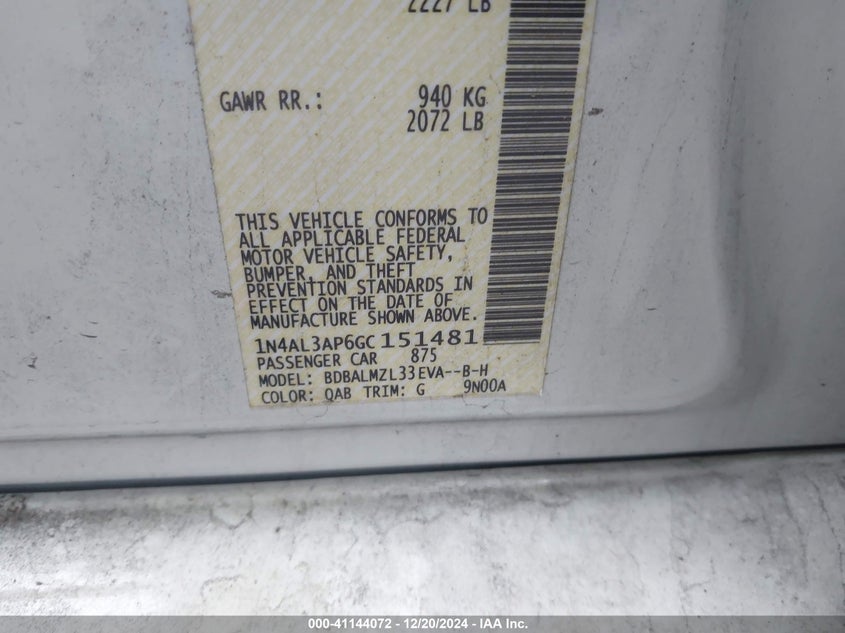 2227 LB
GAWR RR.: 940 KG
2072 LB
THIS VEHICLE CONFORMS TO
ALL APPLICABLE FEDERAL
MOTOR VEHICLE SAFETY,
BUMPER, AND THEFT
PREVENTION STANDARDS IN
EFFECT ON THE DATE OF
MANUFACTURE SHOWN ABOVE.
1N4AL3AP6GC151481
PASSENGER CAR 875
MODEL: BDBALMZL33EVA--B-H
COLOR: QAB TRIM: G 9N00A
000-41144072 - 12/20/2024 - IAA Inc.